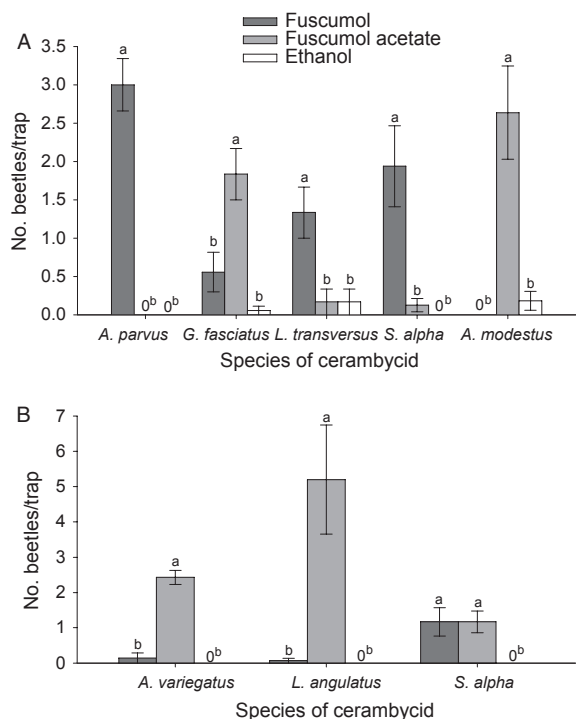 A
Fuscumol
Fuscumol acetate
Ethanol
No. beetles/trap
3.5
3.0
2.5
2.0
1.5
1.0
0.5
0.0
a
0b
0b
b
a
b
a
b
b
a
b
0b
0b
a
b
A. parvus G. fasciatus L. transversus S. alpha A. modestus
Species of cerambycid
B
No. beetles/trap
7
6
5
4
3
2
1
0
b
a
0b
b
a
0b
a
a
0b
A. variegatus L. angulatus S. alpha
Species of cerambycid